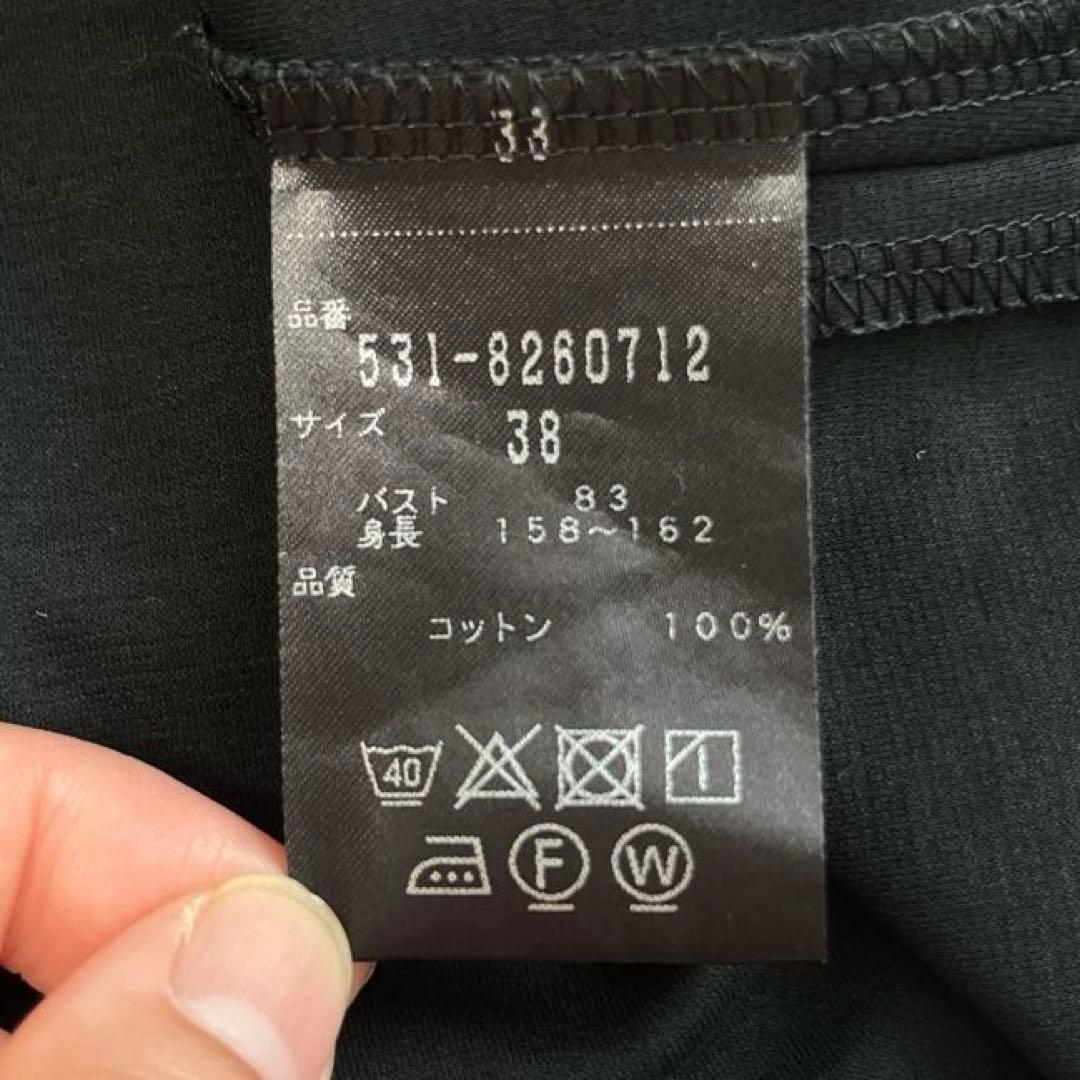 33
品番
531-8260712
サイズ 38
バスト 83
身長 158～162
品質
コットン 100%
40
F W